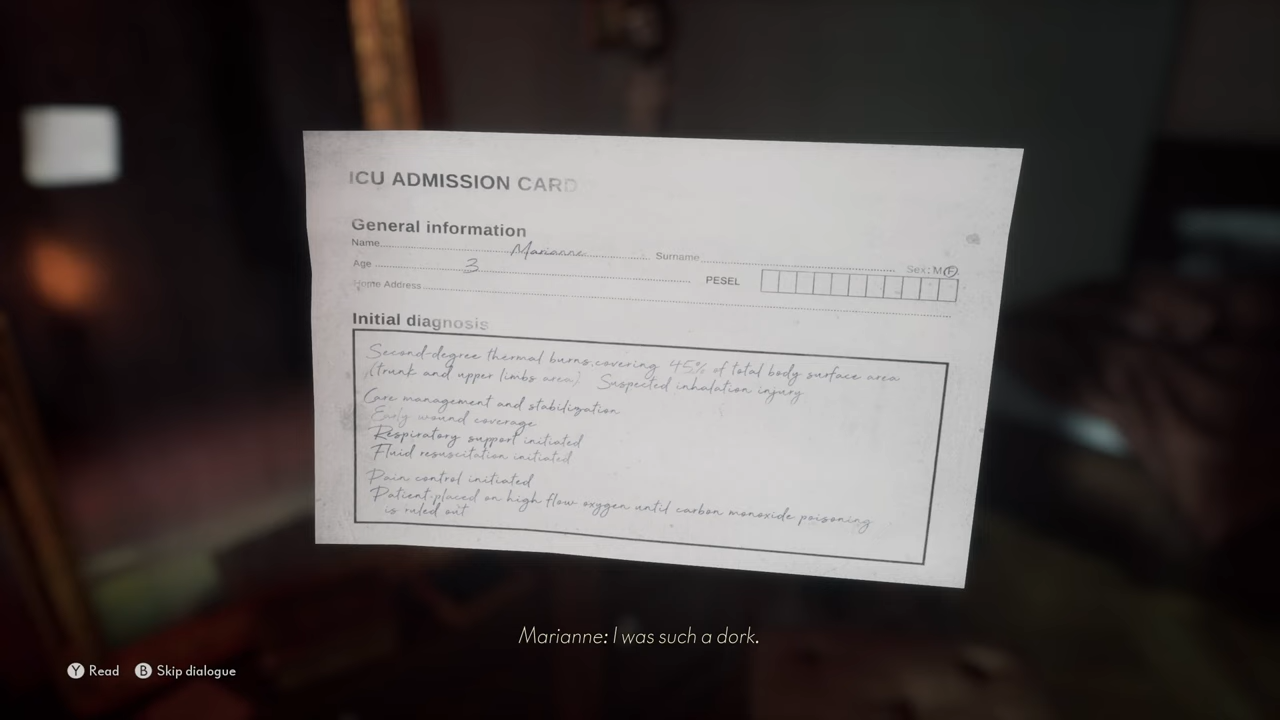 ICU ADMISSION CARD
General information
Name Marianne Surname Sex: M F
Age 3 PESEL
Home Address
Initial diagnosis
Second-degree thermal burns covering 45% of total body surface area
(trunk and upper limbs area) Suspected inhalation injury
Care management and stabilization
Early wound coverage
Respiratory support initiated
Fluid resuscitation initiated
Pain control initiated
Patient placed on high flow oxygen until carbon monoxide poisoning
is ruled out
Marianne: I was such a dork.
Y Read B Skip dialogue